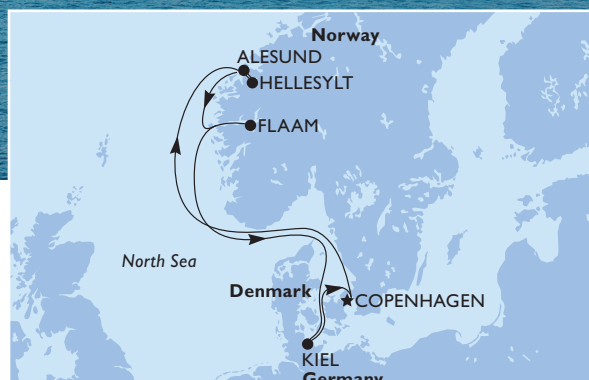 Norway
ALESUND
HELLESYLT
FLAAM
North Sea
Denmark
COPENHAGEN
KIEL
Germany